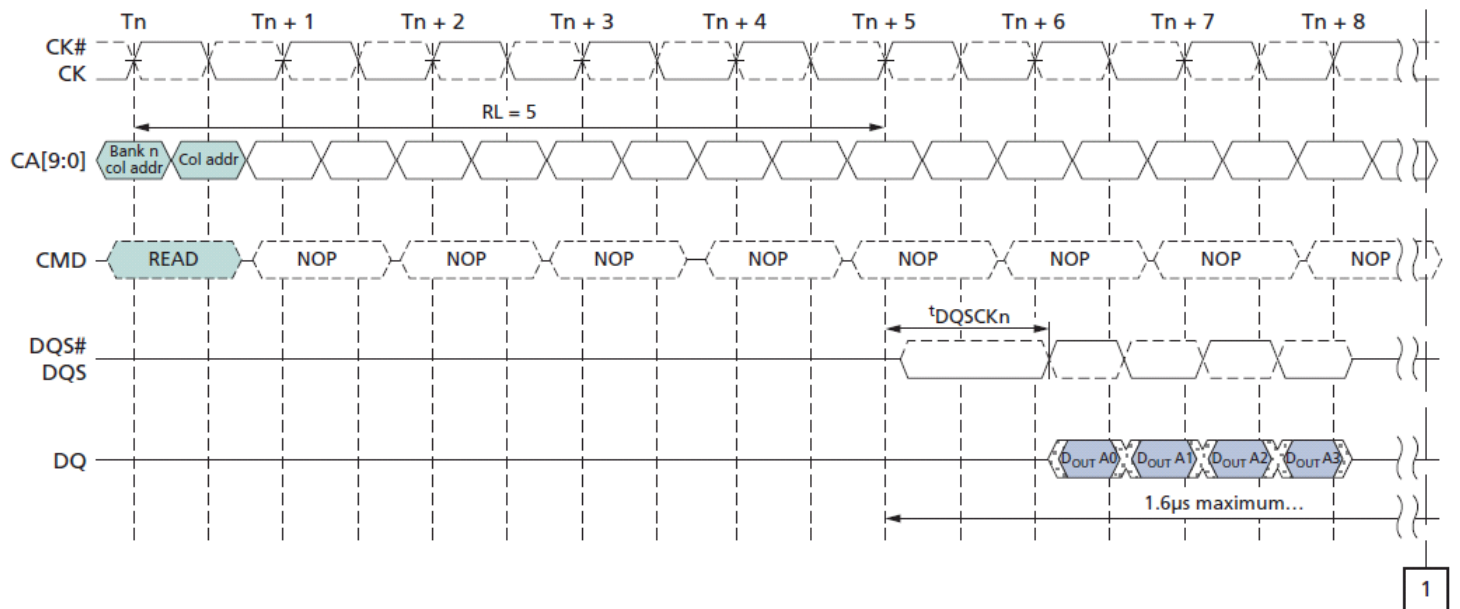 Tn Tn + 1 Tn + 2 Tn + 3 Tn + 4 Tn + 5 Tn + 6 Tn + 7 Tn + 8
CK#
CK
RL = 5
CA[9:0] Bank n Col addr
col addr
CMD READ NOP NOP NOP NOP NOP NOP NOP NOP
tDQSCKn
DQS#
DQS
DQ DOUT A0 DOUT A1 DOUT A2 DOUT A3
1.6µs maximum…
1